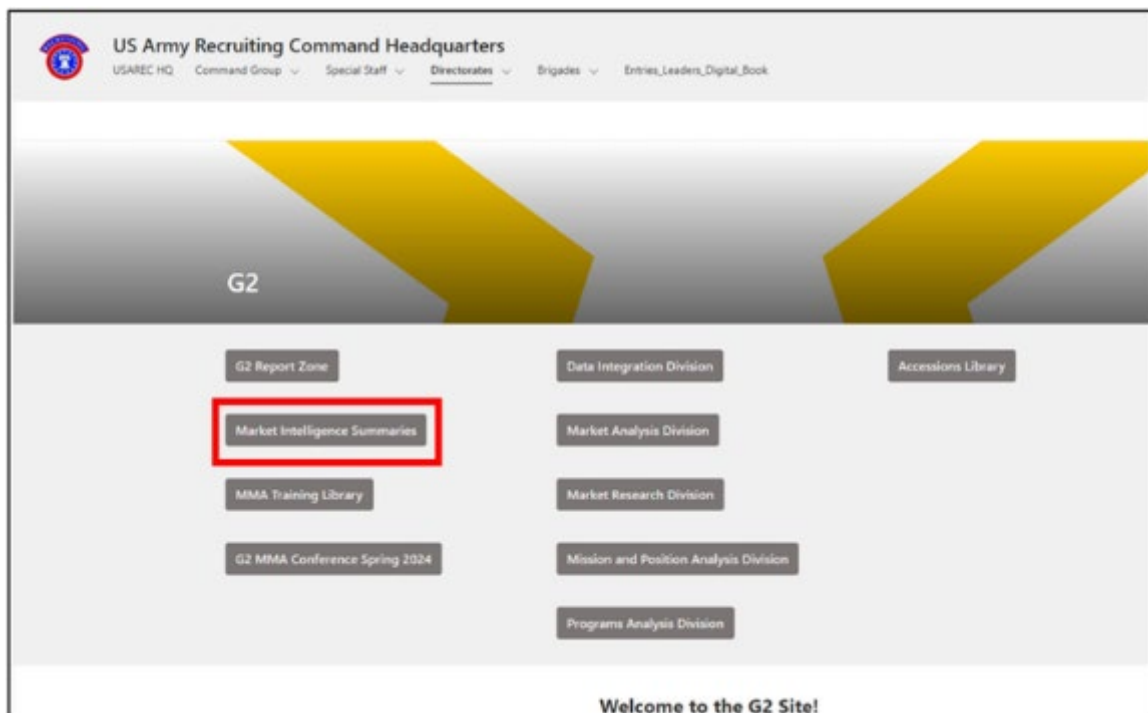 US Army Recruiting Command Headquarters
USAREC HQ Command Group Special Staff Directorates Brigades Entries_Leaders_Digital_Book
G2
G2 Report Zone Data Integration Division Accessions Library
Market Intelligence Summaries Market Analysis Division
MMA Training Library Market Research Division
G2 MMA Conference Spring 2024 Mission and Position Analysis Division
Programs Analysis Division
Welcome to the G2 Site!